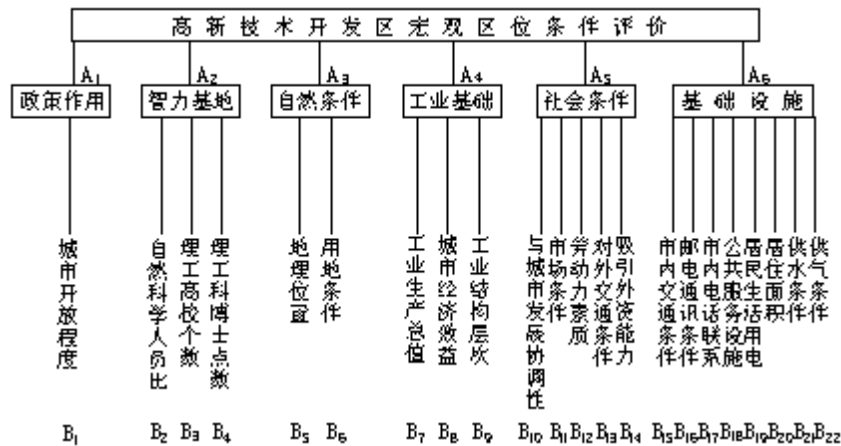 高新技术开发区宏观区位条件评价
A1 A2 A3 A4 A5 A6
政策作用 智力基地 自然条件 工业基础 社会条件 基础设施
城市开放程度
自然科学人员比
理工高校个数
理工科博士点数
地理位置
用地条件
工业生产总值
城市经济效益
工业结构层次
与城市发展协调性
市场条件
劳动力素质
对外交通条件
吸引外资能力
市内交通条件
邮电通讯条件
市内电话联系
公共服务设施
居民生活用电
居住面积
供水条件
供气条件
B1 B2 B3 B4 B5 B6 B7 B8 B9 B10 B11 B12 B13 B14 B15 B16 B17 B18 B19 B20 B21 B22